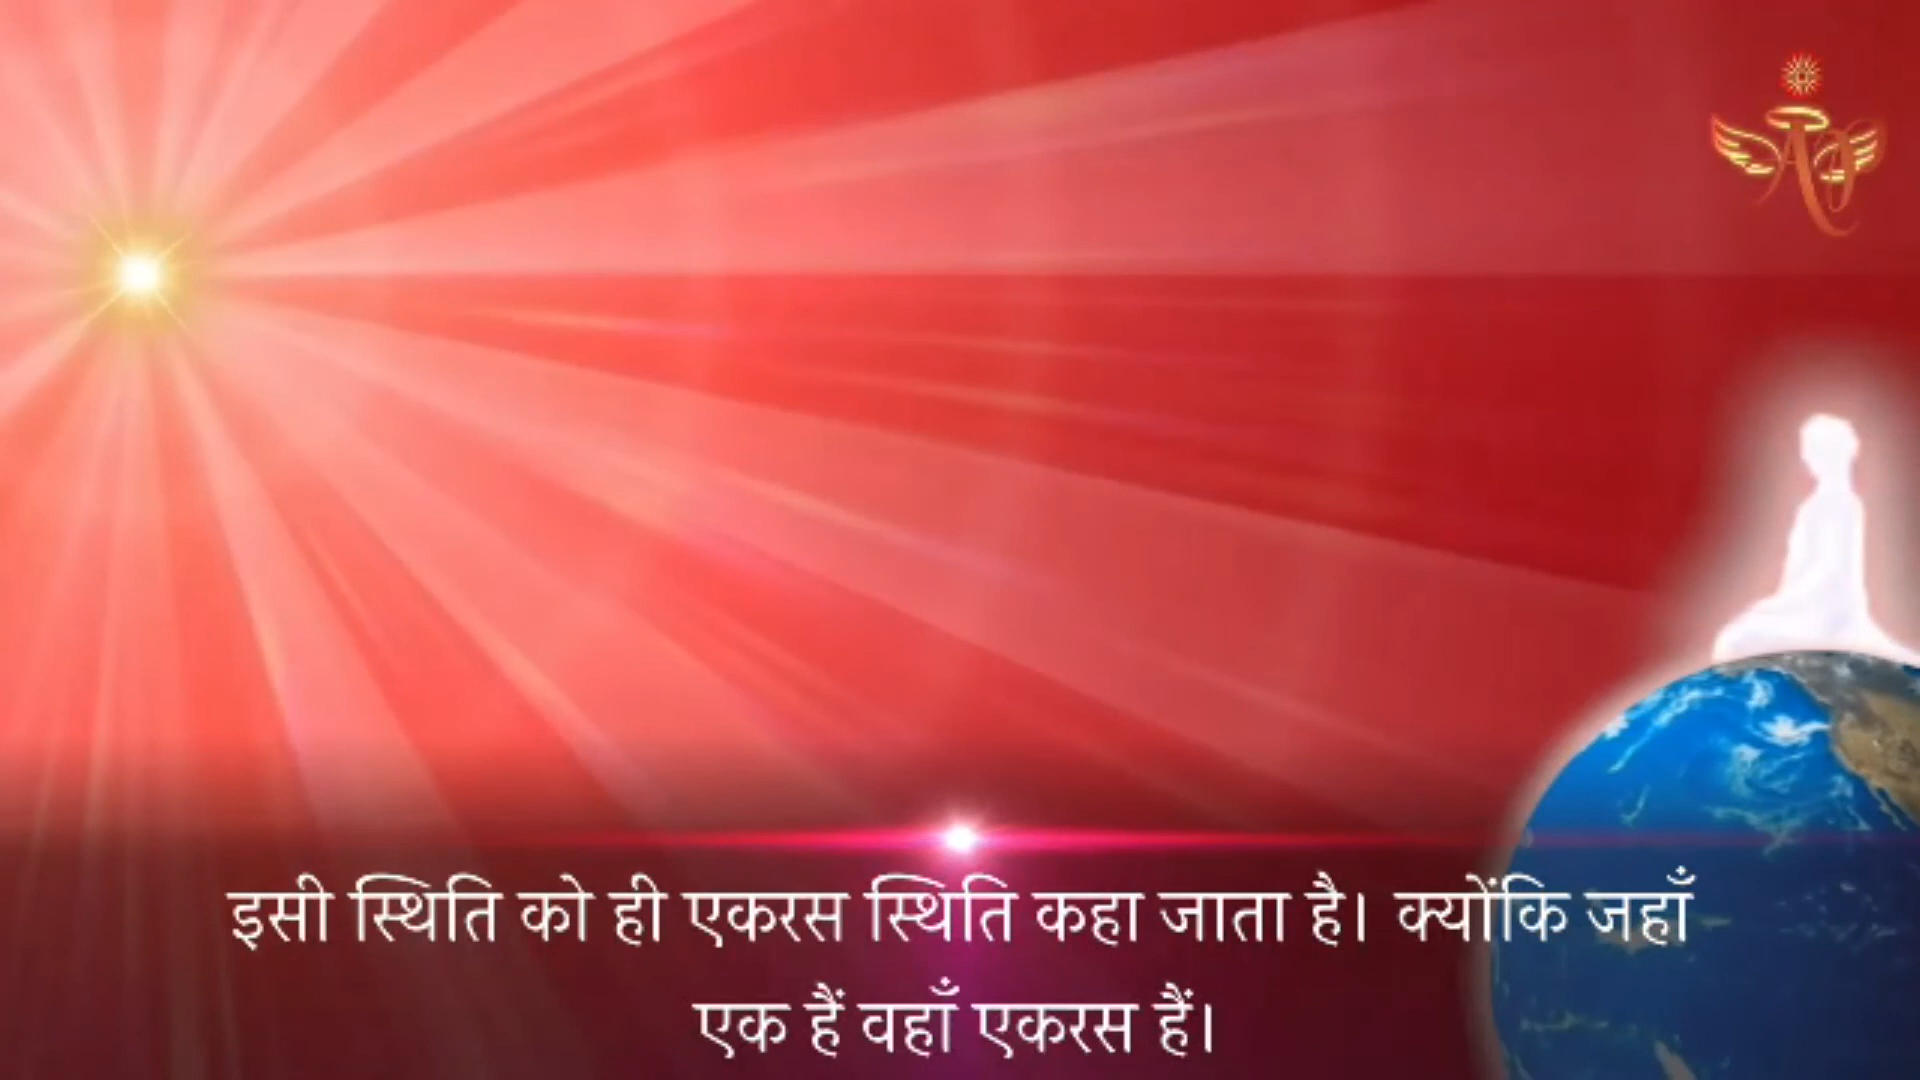 इसी स्थिति को ही एकरस स्थिति कहा जाता है। क्योंकि जहाँ
एक हैं वहाँ एकरस हैं।